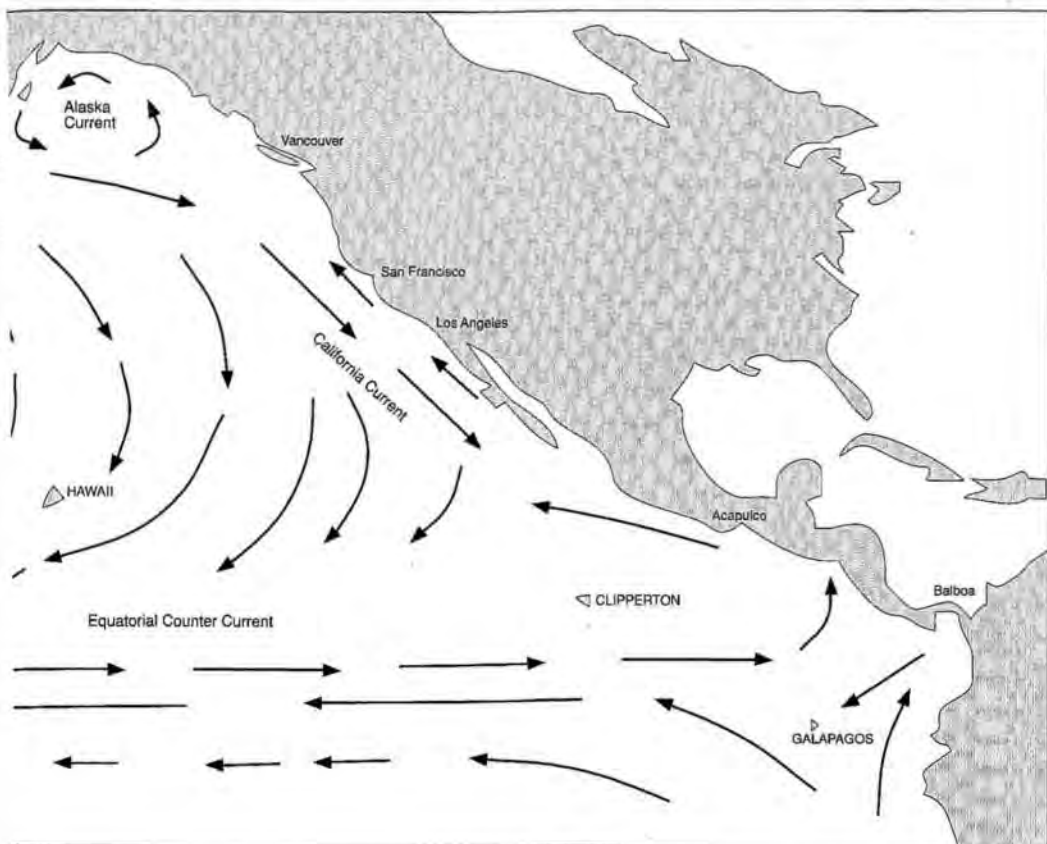 Alaska
Current
Vancouver
San Francisco
Los Angeles
California Current
HAWAII
Acapulco
CLIPPERTON
Balboa
Equatorial Counter Current
GALAPAGOS